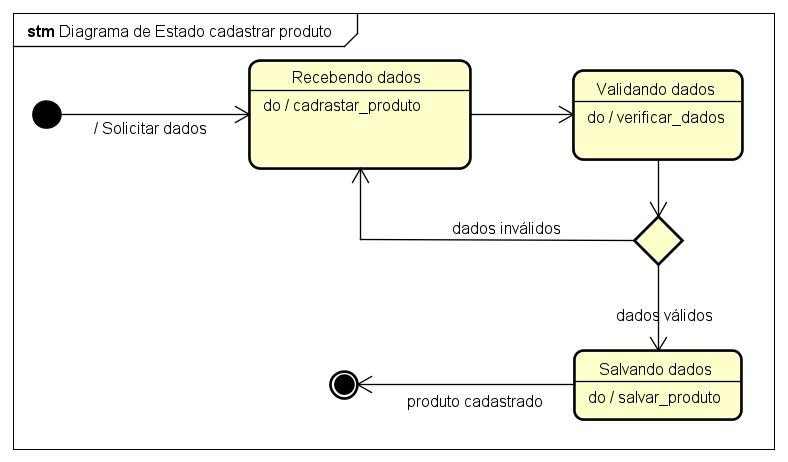 stm Diagrama de Estado cadastrar produto
Recebendo dados
do / cadrastar_produto
Validando dados
do / verificar_dados
/ Solicitar dados
dados inválidos
dados válidos
Salvando dados
do / salvar_produto
produto cadastrado